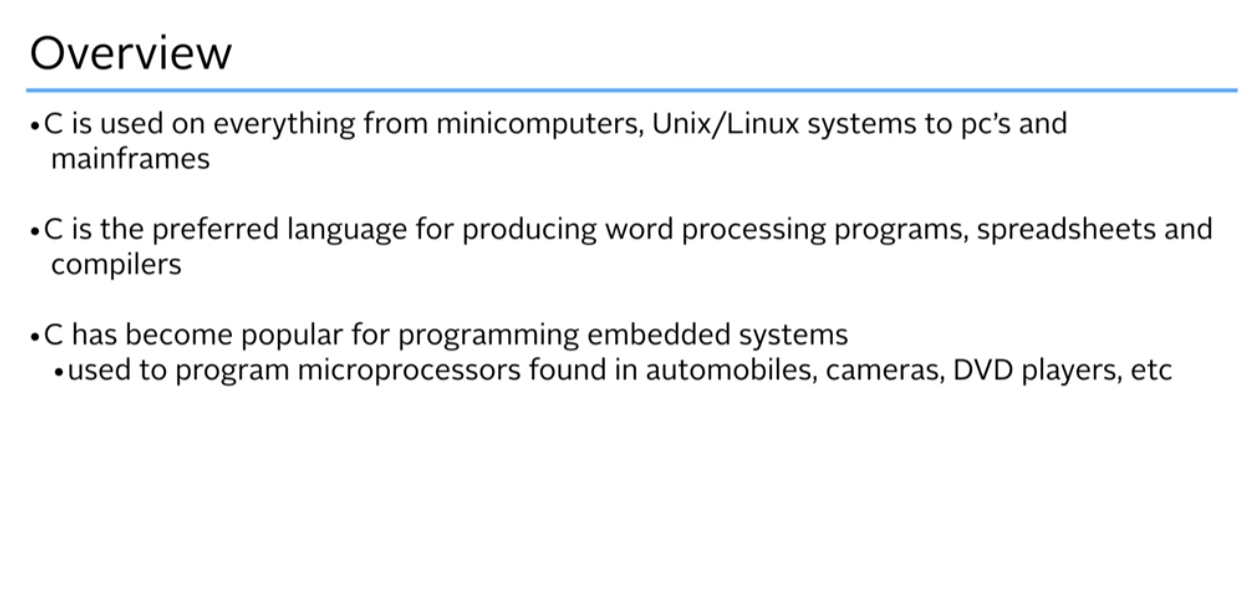 Overview
•C is used on everything from minicomputers, Unix/Linux systems to pc’s and
mainframes
•C is the preferred language for producing word processing programs, spreadsheets and
compilers
•C has become popular for programming embedded systems
•used to program microprocessors found in automobiles, cameras, DVD players, etc